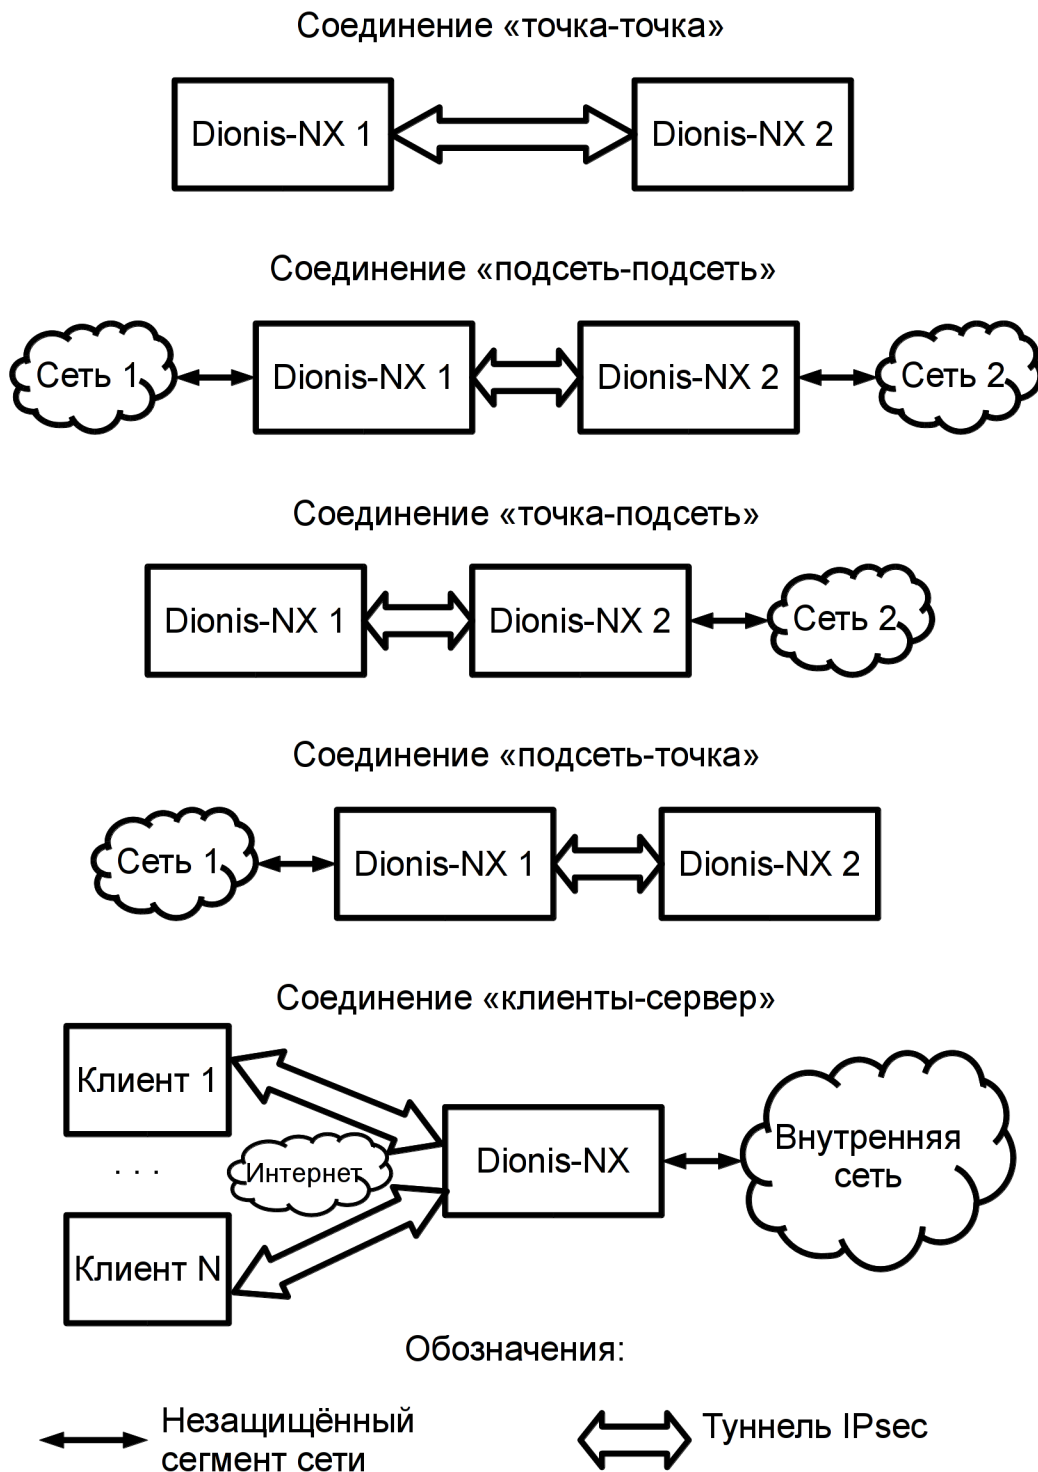 Соединение «точка-точка»
Dionis-NX 1
Dionis-NX 2
Соединение «подсеть-подсеть»
Сеть 1
Dionis-NX 1
Dionis-NX 2
Сеть 2
Соединение «точка-подсеть»
Dionis-NX 1
Dionis-NX 2
Сеть 2
Соединение «подсеть-точка»
Сеть 1
Dionis-NX 1
Dionis-NX 2
Соединение «клиенты-сервер»
Клиент 1
. . .
Интернет
Клиент N
Dionis-NX
Внутренняя
сеть
Обозначения:
Незащищённый
сегмент сети
Туннель IPsec